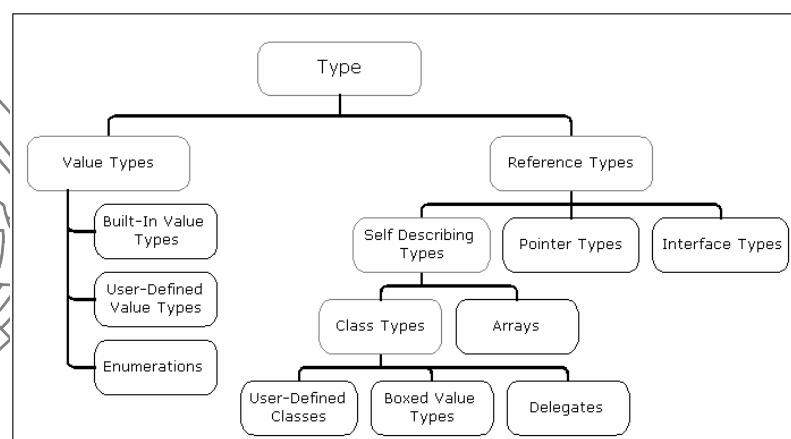 Type
Value Types
Reference Types
Built-In Value
Types
Self Describing
Types
Pointer Types
Interface Types
User-Defined
Value Types
Class Types
Arrays
Enumerations
User-Defined
Classes
Boxed Value
Types
Delegates